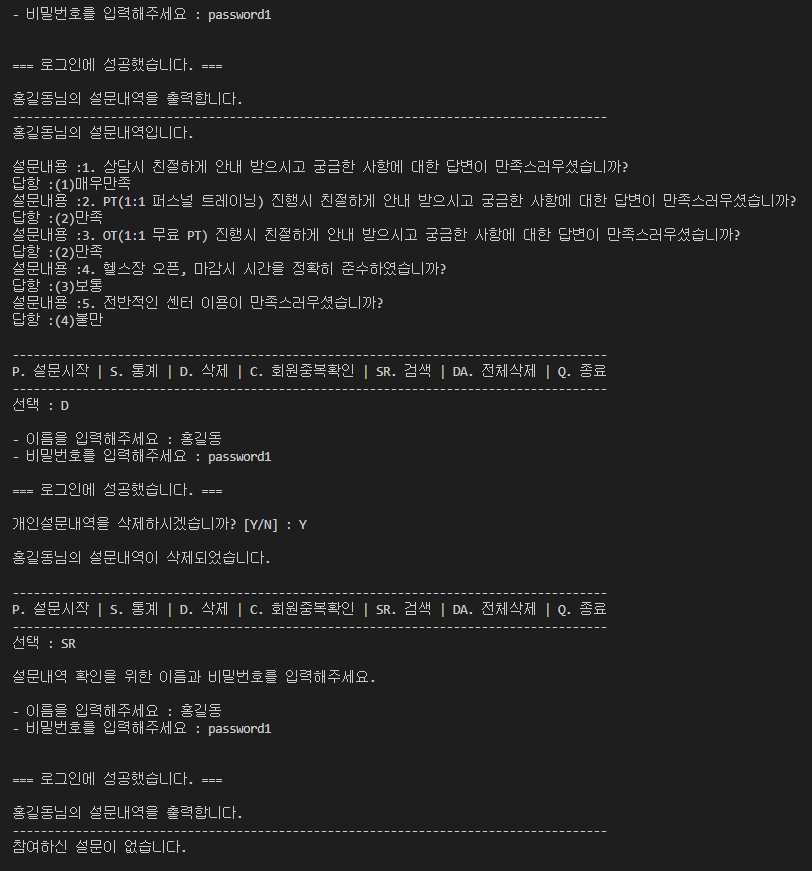 - 비밀번호를 입력해주세요 : password1
=== 로그인에 성공했습니다. ===
홍길동님의 설문내역을 출력합니다.
-------------------------------------------------------------------------------------
홍길동님의 설문내역입니다.
설문내용 :1. 상담시 친절하게 안내 받으시고 궁금한 사항에 대한 답변이 만족스러우셨습니까?
답항 :(1)매우만족
설문내용 :2. PT(1:1 퍼스널 트레이닝) 진행시 친절하게 안내 받으시고 궁금한 사항에 대한 답변이 만족스러우셨습니까?
답항 :(2)만족
설문내용 :3. OT(1:1 무료 PT) 진행시 친절하게 안내 받으시고 궁금한 사항에 대한 답변이 만족스러우셨습니까?
답항 :(2)만족
설문내용 :4. 헬스장 오픈, 마감시 시간을 정확히 준수하였습니까?
답항 :(3)보통
설문내용 :5. 전반적인 센터 이용이 만족스러우셨습니까?
답항 :(4)불만
-------------------------------------------------------------------------------------
P. 설문시작 | S. 통계 | D. 삭제 | C. 회원중복확인 | SR. 검색 | DA. 전체삭제 | Q. 종료
-------------------------------------------------------------------------------------
선택 : D
- 이름을 입력해주세요 : 홍길동
- 비밀번호를 입력해주세요 : password1
=== 로그인에 성공했습니다. ===
개인설문내역을 삭제하시겠습니까? [Y/N] : Y
홍길동님의 설문내역이 삭제되었습니다.
-------------------------------------------------------------------------------------
P. 설문시작 | S. 통계 | D. 삭제 | C. 회원중복확인 | SR. 검색 | DA. 전체삭제 | Q. 종료
-------------------------------------------------------------------------------------
선택 : SR
설문내역 확인을 위한 이름과 비밀번호를 입력해주세요.
- 이름을 입력해주세요 : 홍길동
- 비밀번호를 입력해주세요 : password1
=== 로그인에 성공했습니다. ===
홍길동님의 설문내역을 출력합니다.
-------------------------------------------------------------------------------------
참여하신 설문이 없습니다.